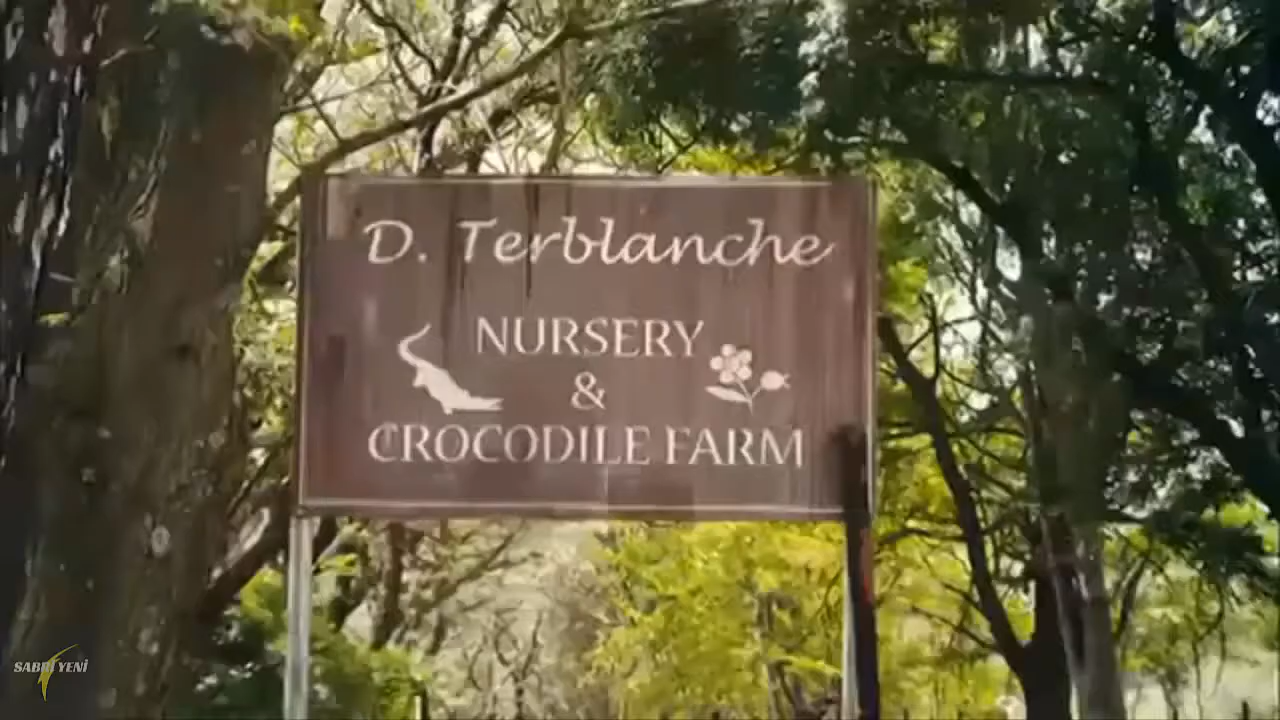 D. Terblanche
NURSERY
&
CROCODILE FARM
SABRİ YENİ